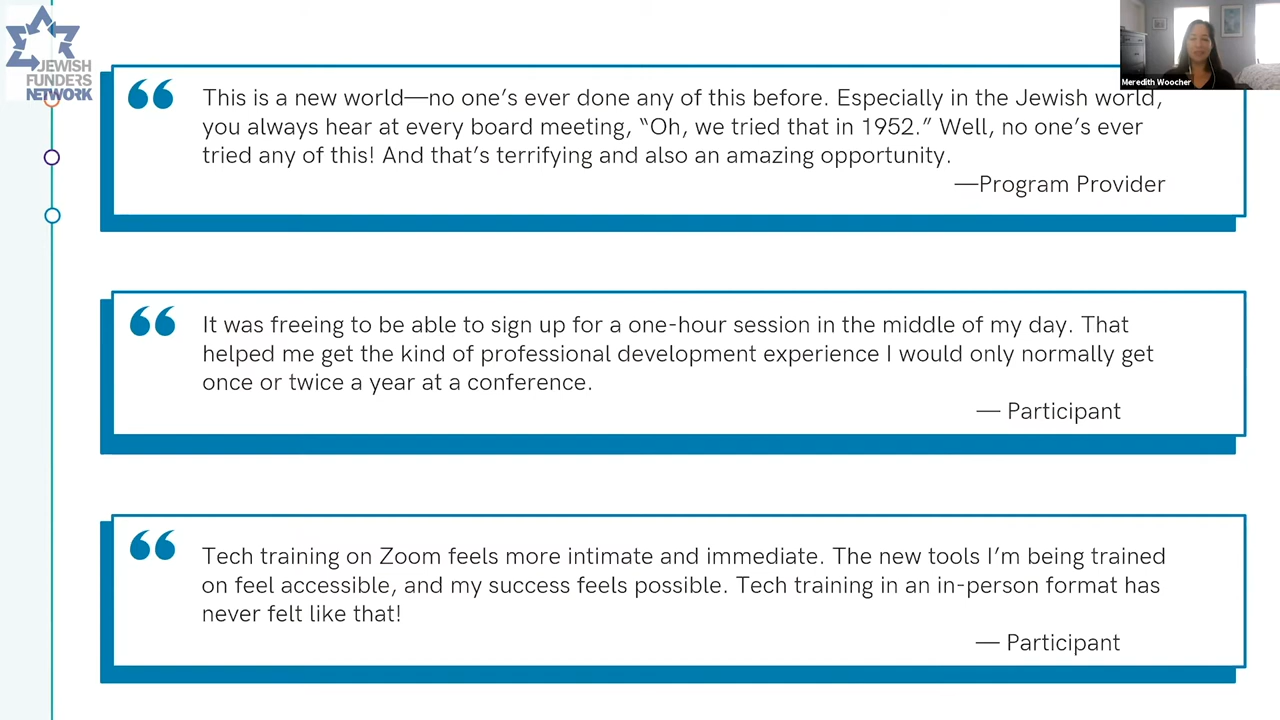 JEWISH
FUNDERS
NETWORK
Meredith Woocher
“
This is a new world—no one’s ever done any of this before. Especially in the Jewish world,
you always hear at every board meeting, “Oh, we tried that in 1952.” Well, no one’s ever
tried any of this! And that’s terrifying and also an amazing opportunity.
—Program Provider
“
It was freeing to be able to sign up for a one-hour session in the middle of my day. That
helped me get the kind of professional development experience I would only normally get
once or twice a year at a conference.
— Participant
“
Tech training on Zoom feels more intimate and immediate. The new tools I’m being trained
on feel accessible, and my success feels possible. Tech training in an in-person format has
never felt like that!
— Participant